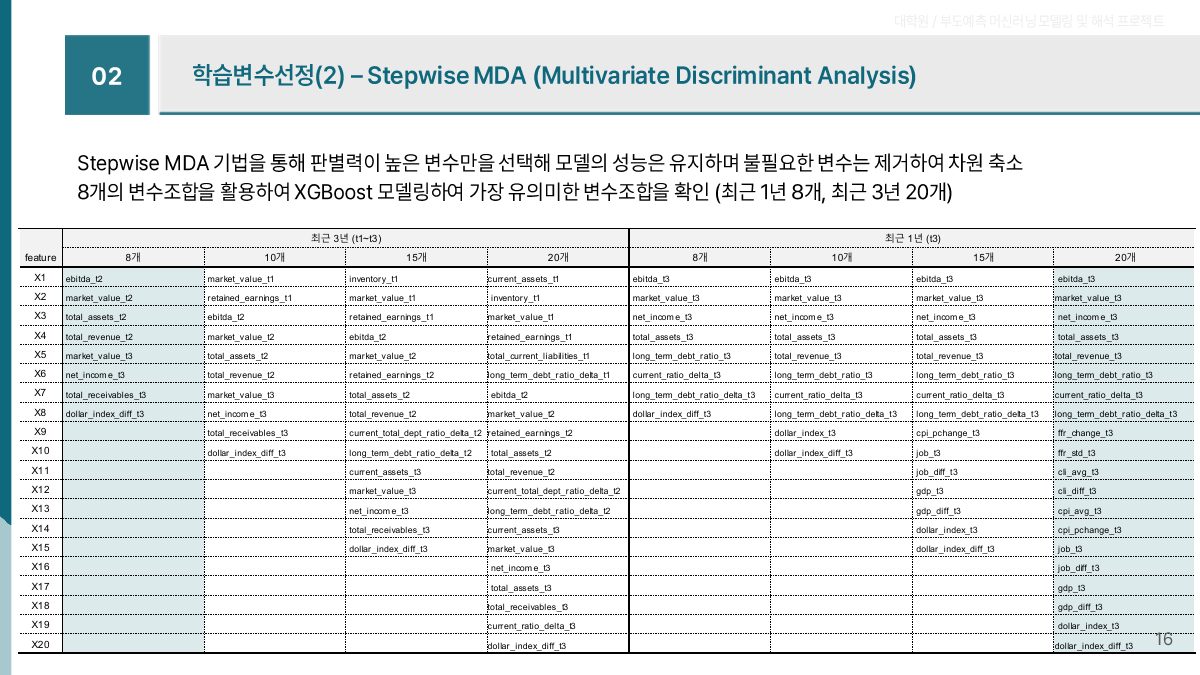 대학원 / 부도예측 머신러닝 모델링 및 해석 프로젝트
02
학습변수선정(2) – Stepwise MDA (Multivariate Discriminant Analysis)
Stepwise MDA 기법을 통해 판별력이 높은 변수만을 선택해 모델의 성능은 유지하며 불필요한 변수는 제거하여 차원 축소
8개의 변수조합을 활용하여 XGBoost 모델링하여 가장 유의미한 변수조합을 확인 (최근 1년 8개, 최근 3년 20개)
최근 3년 (t1~t3) 최근 1년 (t3)
feature 8개 10개 15개 20개 8개 10개 15개 20개
X1 ebitda_t2 market_value_t1 inventory_t1 current_assets_t1 ebitda_t3 ebitda_t3 ebitda_t3 ebitda_t3
X2 market_value_t2 retained_earnings_t1 market_value_t1 inventory_t1 market_value_t3 market_value_t3 market_value_t3 market_value_t3
X3 total_assets_t2 ebitda_t2 retained_earnings_t1 market_value_t1 net_income_t3 net_income_t3 net_income_t3 net_income_t3
X4 total_revenue_t2 market_value_t2 ebitda_t2 retained_earnings_t1 total_assets_t3 total_assets_t3 total_assets_t3 total_assets_t3
X5 market_value_t3 total_assets_t2 market_value_t2 total_current_liabilities_t1 long_term_debt_ratio_t3 total_revenue_t3 total_revenue_t3 total_revenue_t3
X6 net_income_t3 total_revenue_t2 retained_earnings_t2 long_term_debt_ratio_delta_t1 current_ratio_delta_t3 long_term_debt_ratio_t3 long_term_debt_ratio_t3 long_term_debt_ratio_t3
X7 total_receivables_t3 market_value_t3 total_assets_t2 ebitda_t2 long_term_debt_ratio_delta_t3 current_ratio_delta_t3 current_ratio_delta_t3 current_ratio_delta_t3
X8 dollar_index_diff_t3 net_income_t3 total_revenue_t2 market_value_t2 dollar_index_diff_t3 long_term_debt_ratio_delta_t3 long_term_debt_ratio_delta_t3 long_term_debt_ratio_delta_t3
X9 total_receivables_t3 current_total_dept_ratio_delta_t2 retained_earnings_t2 dollar_index_t3 cpi_pchange_t3 ffr_change_t3
X10 dollar_index_diff_t3 long_term_debt_ratio_delta_t2 total_assets_t2 dollar_index_diff_t3 job_t3 ffr_std_t3
X11 current_assets_t3 total_revenue_t2 job_diff_t3 cli_avg_t3
X12 market_value_t3 current_total_dept_ratio_delta_t2 gdp_t3 cli_diff_t3
X13 net_income_t3 long_term_debt_ratio_delta_t2 gdp_diff_t3 cpi_avg_t3
X14 total_receivables_t3 current_assets_t3 dollar_index_t3 cpi_pchange_t3
X15 dollar_index_diff_t3 market_value_t3 dollar_index_diff_t3 job_t3
X16 net_income_t3 job_diff_t3
X17 total_assets_t3 gdp_t3
X18 total_receivables_t3 gdp_diff_t3
X19 current_ratio_delta_t3 dollar_index_t3
X20 dollar_index_diff_t3 dollar_index_diff_t3
16